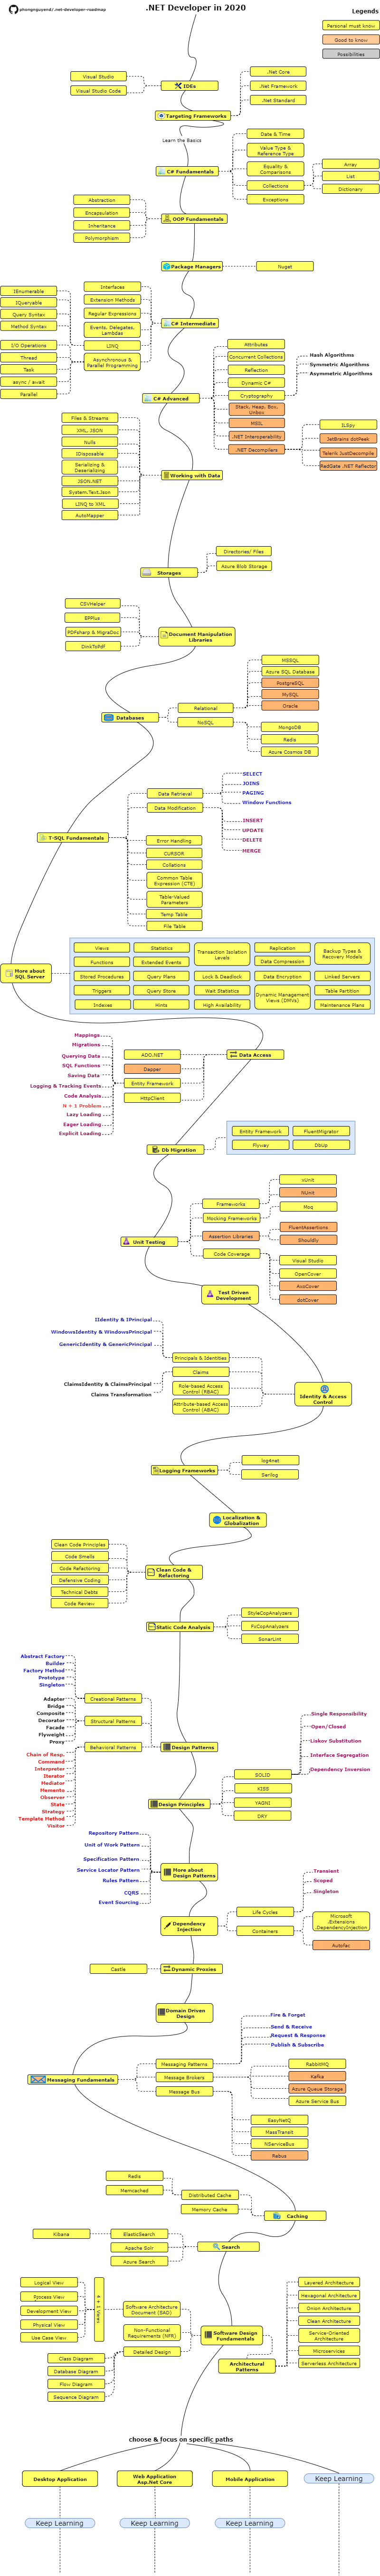 phongnguyend/.net-developer-roadmap
.NET Developer in 2020
Legends
Personal must know
Good to know
Possibilities
Visual Studio
Visual Studio Code
IDEs
.Net Core
.Net Framework
.Net Standard
Targeting Frameworks
Learn the Basics
C# Fundamentals
Date & Time
Value Type &
Reference Type
Equality &
Comparisons
Collections
Exceptions
Array
List
Dictionary
Abstraction
Encapsulation
Inheritance
Polymorphism
OOP Fundamentals
Package Managers
Nuget
IEnumerable
IQueryable
Query Syntax
Method Syntax
I/O Operations
Thread
Task
async / await
Parallel
Interfaces
Extension Methods
Regular Expressions
Events, Delegates,
Lambdas
LINQ
Asynchronous &
Parallel Programming
C# Intermediate
C# Advanced
Attributes
Concurrent Collections
Reflection
Dynamic C#
Cryptography
Stack, Heap, Box,
Unbox
MSIL
.NET Interoperability
.NET Decompilers
Hash Algorithms
Symmetric Algorithms
Asymmetric Algorithms
ILSpy
JetBrains dotPeek
Telerik JustDecompile
RedGate .NET Reflector
Files & Streams
XML, JSON
Nulls
IDisposable
Serializing &
Deserializing
JSON.NET
System.Text.Json
LINQ to XML
AutoMapper
Working with Data
Storages
Directories/ Files
Azure Blob Storage
CSVHelper
EPPlus
PDFsharp & MigraDoc
DinkToPdf
Document Manipulation
Libraries
Databases
Relational
NoSQL
MSSQL
Azure SQL Database
PostgreSQL
MySQL
Oracle
MongoDB
Redis
Azure Cosmos DB
T-SQL Fundamentals
Data Retrieval
Data Modification
Error Handling
CURSOR
Collations
Common Table
Expression (CTE)
Table-Valued
Parameters
Temp Table
File Table
SELECT
JOINS
PAGING
Window Functions
INSERT
UPDATE
DELETE
MERGE
More about
SQL Server
Views
Statistics
Transaction Isolation
Levels
Replication
Backup Types &
Recovery Models
Functions
Extended Events
Data Compression
Stored Procedures
Query Plans
Lock & Deadlock
Data Encryption
Linked Servers
Triggers
Query Store
Wait Statistics
Dynamic Management
Views (DMVs)
Table Partition
Indexes
Hints
High Availability
Maintenance Plans
Mappings
Migrations
Querying Data
SQL Functions
Saving Data
Logging & Tracking Events
Code Analysis
N + 1 Problem
Lazy Loading
Eager Loading
Explicit Loading
ADO.NET
Dapper
Entity Framework
HttpClient
Data Access
Db Migration
Entity Framework
FluentMigrator
Flyway
DbUp
Unit Testing
Frameworks
Mocking Frameworks
Assertion Libraries
Code Coverage
xUnit
NUnit
Moq
FluentAssertions
Shouldly
Visual Studio
OpenCover
AxoCover
dotCover
Test Driven
Development
IIdentity & IPrincipal
WindowsIdentity & WindowsPrincipal
GenericIdentity & GenericPrincipal
ClaimsIdentity & ClaimsPrincipal
Claims Transformation
Principals & Identities
Claims
Role-based Access
Control (RBAC)
Attribute-based Access
Control (ABAC)
Identity & Access
Control
Logging Frameworks
log4net
Serilog
Localization &
Globalization
Clean Code Principles
Code Smells
Code Refactoring
Defensive Coding
Technical Debts
Code Review
Clean Code &
Refactoring
Static Code Analysis
StyleCopAnalyzers
FxCopAnalyzers
SonarLint
Abstract Factory
Builder
Factory Method
Prototype
Singleton
Adapter
Bridge
Composite
Decorator
Facade
Flyweight
Proxy
Chain of Resp.
Command
Interpreter
Iterator
Mediator
Memento
Observer
State
Strategy
Template Method
Visitor
Creational Patterns
Structural Patterns
Behavioral Patterns
Design Patterns
Design Principles
SOLID
KISS
YAGNI
DRY
Single Responsibility
Open/Closed
Liskov Substitution
Interface Segregation
Dependency Inversion
Repository Pattern
Unit of Work Pattern
Specification Pattern
Service Locator Pattern
Rules Pattern
CQRS
Event Sourcing
More about
Design Patterns
Dependency
Injection
Life Cycles
Containers
Transient
Scoped
Singleton
Microsoft
.Extensions
.DependencyInjection
Autofac
Castle
Dynamic Proxies
Domain Driven
Design
Messaging Fundamentals
Messaging Patterns
Message Brokers
Message Bus
Fire & Forget
Send & Receive
Request & Response
Publish & Subscribe
RabbitMQ
Kafka
Azure Queue Storage
Azure Service Bus
EasyNetQ
MassTransit
NServiceBus
Rebus
Redis
Memcached
Distributed Cache
Memory Cache
Caching
Kibana
ElasticSearch
Apache Solr
Azure Search
Search
Logical View
Process View
Development View
Physical View
Use Case View
4 + 1 Views
Class Diagram
Database Diagram
Flow Diagram
Sequence Diagram
Software Architecture
Document (SAD)
Non-Functional
Requirements (NFR)
Detailed Design
Software Design
Fundamentals
Architectural
Patterns
Layered Architecture
Hexagonal Architecture
Onion Architecture
Clean Architecture
Service-Oriented
Architecture
Microservices
Serverless Architecture
choose & focus on specific paths
Desktop Application
Web Application
Asp.Net Core
Mobile Application
Keep Learning
Keep Learning
Keep Learning
Keep Learning